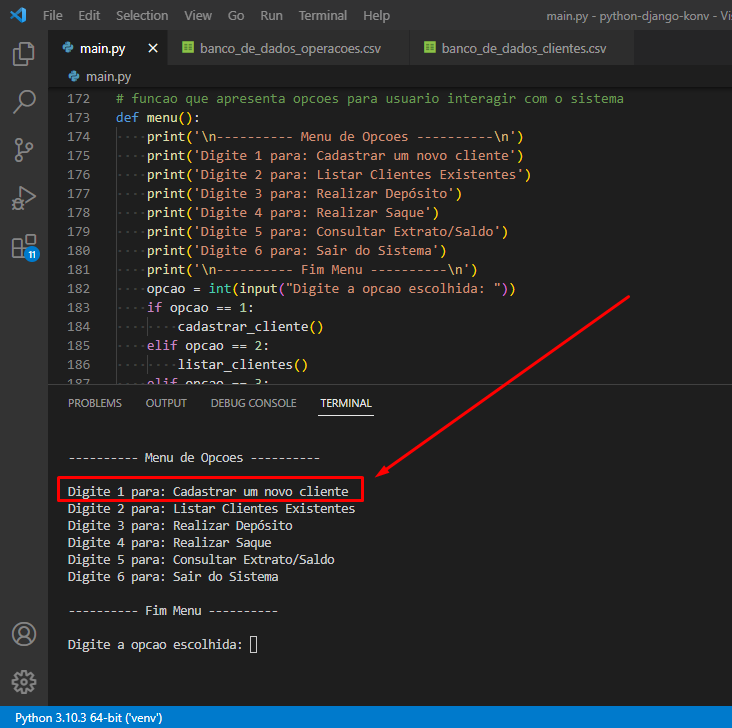 File Edit Selection View Go Run Terminal Help main.py - python-django-konv - Vis
main.py banco_de_dados_operacoes.csv banco_de_dados_clientes.csv
main.py
172 # funcao que apresenta opcoes para usuario interagir com o sistema
173 def menu():
174 print('\n---------- Menu de Opcoes ----------\n')
175 print('Digite 1 para: Cadastrar um novo cliente')
176 print('Digite 2 para: Listar Clientes Existentes')
177 print('Digite 3 para: Realizar Depósito')
178 print('Digite 4 para: Realizar Saque')
179 print('Digite 5 para: Consultar Extrato/Saldo')
180 print('Digite 6 para: Sair do Sistema')
181 print('\n---------- Fim Menu ----------\n')
182 opcao = int(input("Digite a opcao escolhida: "))
183 if opcao == 1:
184 cadastrar_cliente()
185 elif opcao == 2:
186 listar_clientes()
187 elif opcao == 3:
11
PROBLEMS OUTPUT DEBUG CONSOLE TERMINAL
---------- Menu de Opcoes ----------
Digite 1 para: Cadastrar um novo cliente
Digite 2 para: Listar Clientes Existentes
Digite 3 para: Realizar Depósito
Digite 4 para: Realizar Saque
Digite 5 para: Consultar Extrato/Saldo
Digite 6 para: Sair do Sistema
---------- Fim Menu ----------
Digite a opcao escolhida:
Python 3.10.3 64-bit ('venv')